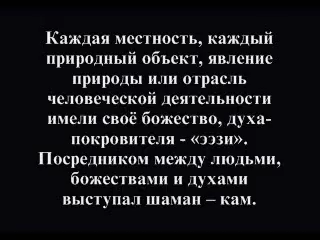 Каждая местность, каждый
природный объект, явление
природы или отрасль
человеческой деятельности
имели своё божество, духа-
покровителя - «ээзи».
Посредником между людьми,
божествами и духами
выступал шаман – кам.